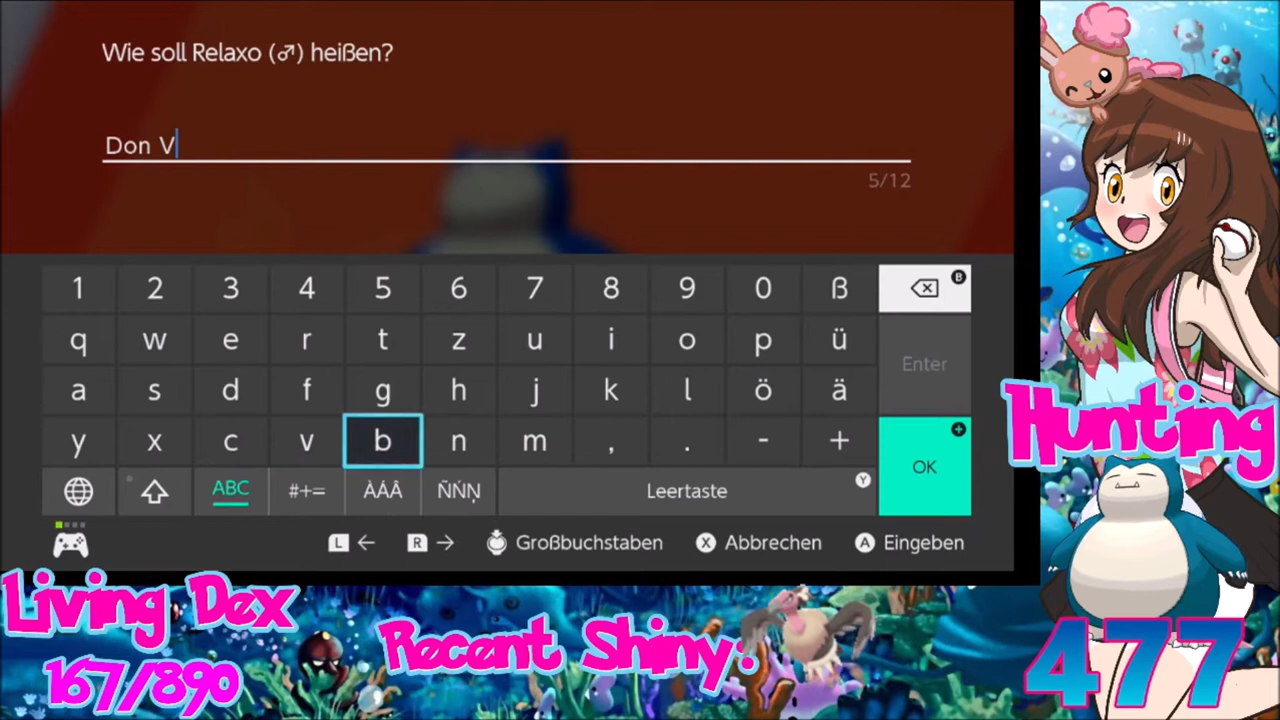 Wie soll Relaxo (♂) heißen?
Don V
5/12
1 2 3 4 5 6 7 8 9 0 ß B
q w e r t z u i o p ü
Enter
a s d f g h j k l ö ä
y x c v b n m , . - +
OK
ABC #+= ÀÁÂ ÑŃŅ Leertaste Y
L ← R → Großbuchstaben X Abbrechen A Eingeben
Hunting
477
Living Dex
167/890
Recent Shiny: